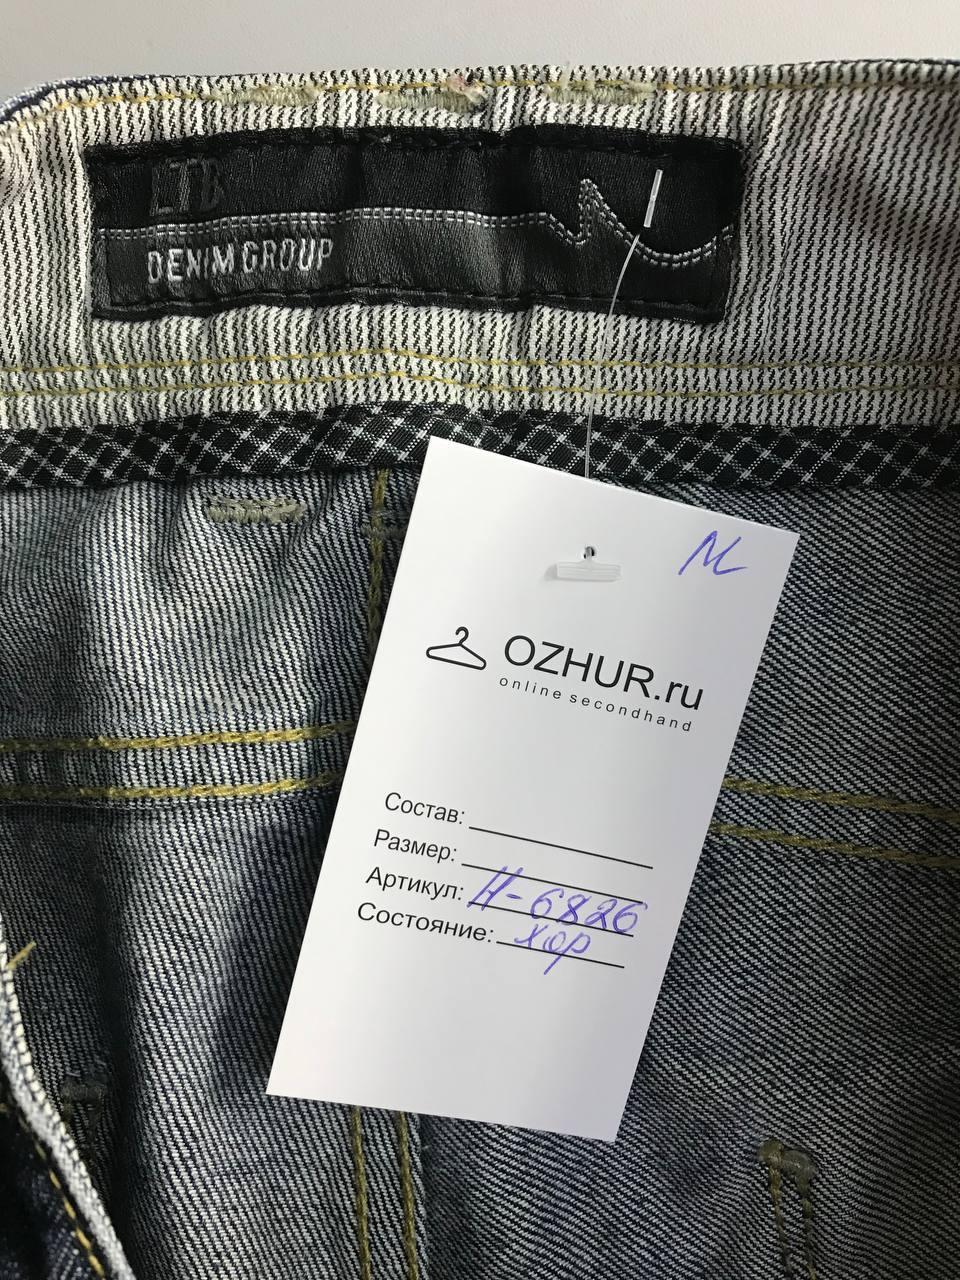 LTB
DENIM GROUP
M
OZHUR.ru
online secondhand
Состав:
Размер:
Артикул: Н-6826
Состояние: хор